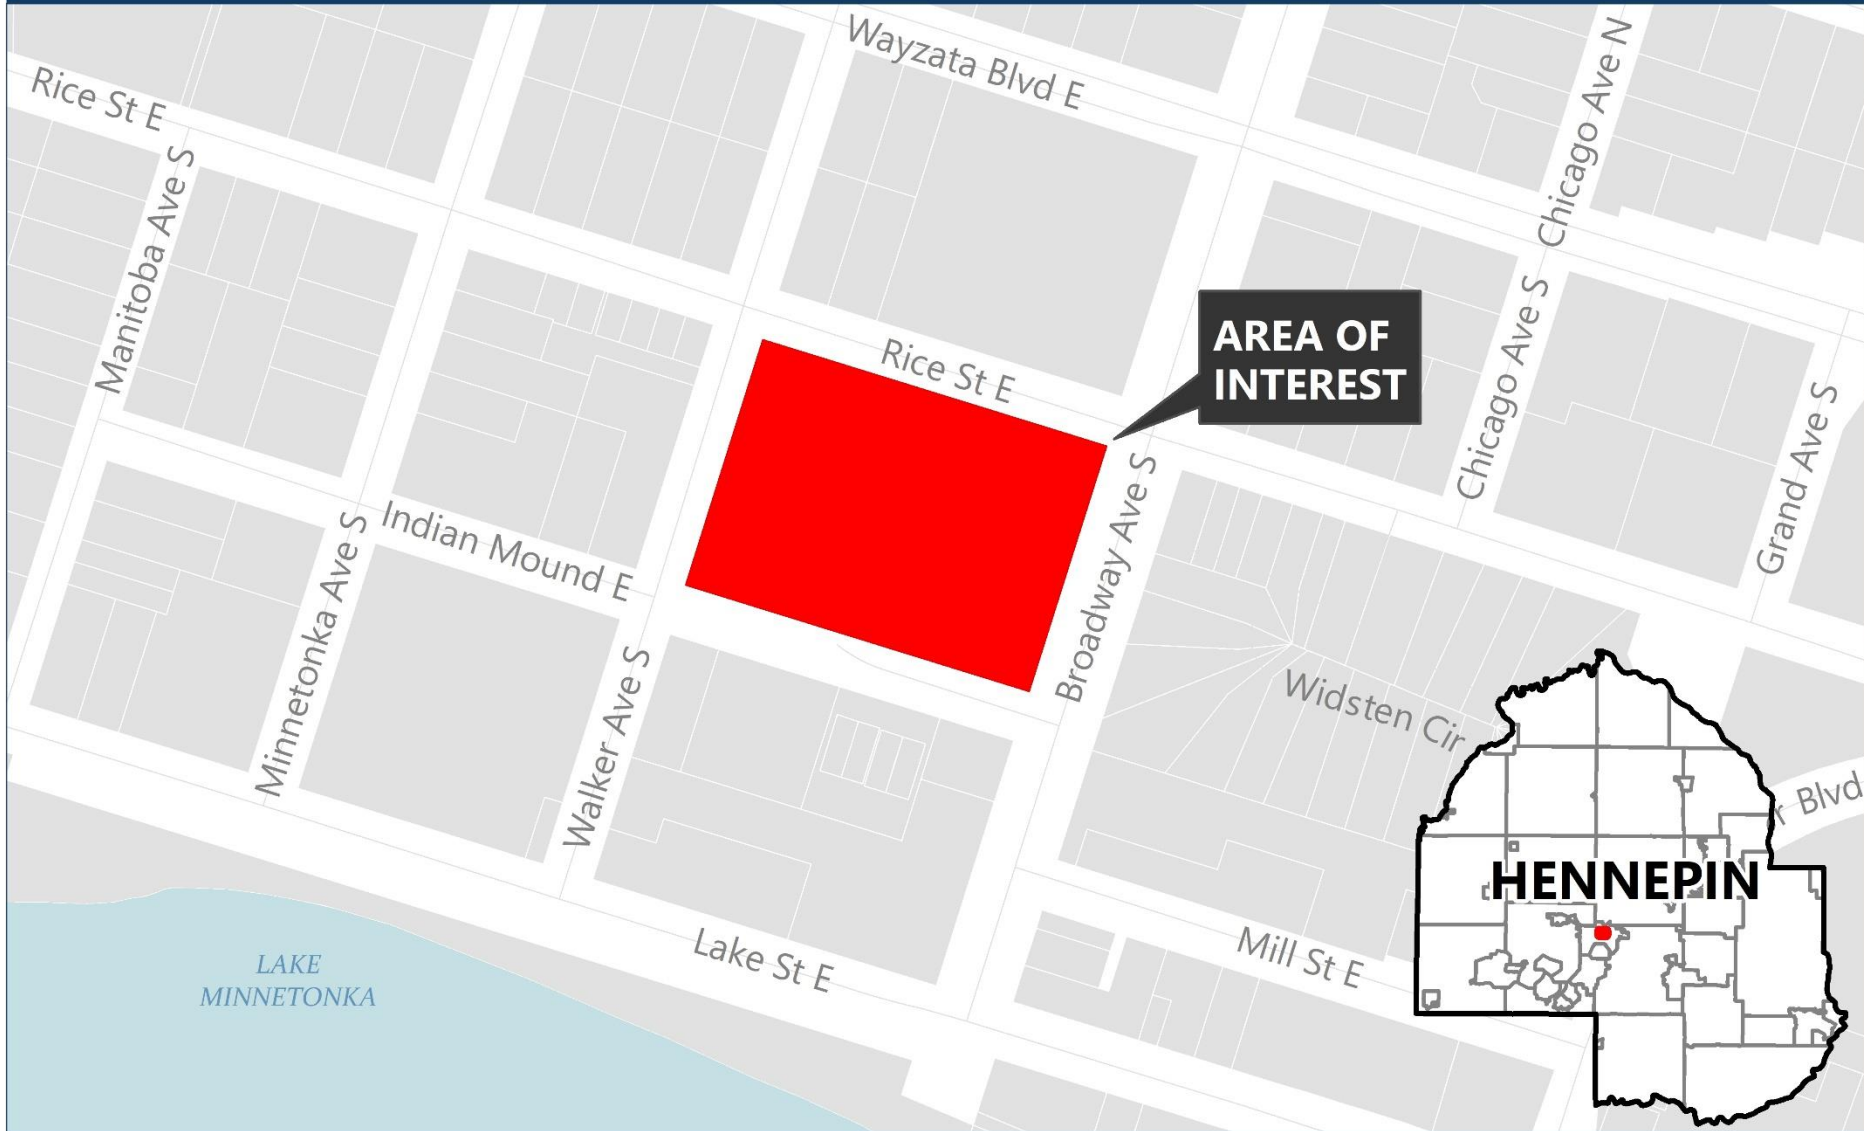 Wayzata Blvd E
Rice St E
Chicago Ave N
Manitoba Ave S
AREA OF
INTEREST
Rice St E
Chicago Ave S
Grand Ave S
Indian Mound E
Broadway Ave S
Minnetonka Ave S
Walker Ave S
Widsten Cir
r Blvd
HENNEPIN
Lake St E
Mill St E
LAKE
MINNETONKA